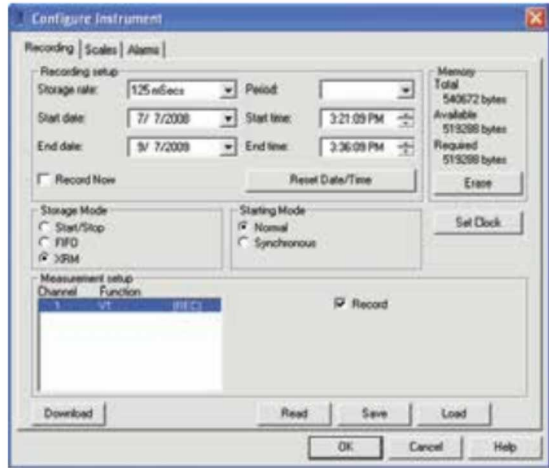 Configure Instrument
Recording Scales Alarms
Recording setup
Storage rate: 125 mSecs Period:
Start date: 7/ 7/2008 Start time: 3:21:09 PM
End date: 9/ 7/2009 End time: 3:36:09 PM
Record Now Reset Date/Time
Memory
Total
540672 bytes
Available
519288 bytes
Required
519288 bytes
Erase
Storage Mode
Start/Stop
FIFO
XRM
Starting Mode
Normal
Synchronous
Set Clock
Measurement setup
Channel Function
1 V1 (REC)
Record
Download Read Save Load
OK Cancel Help